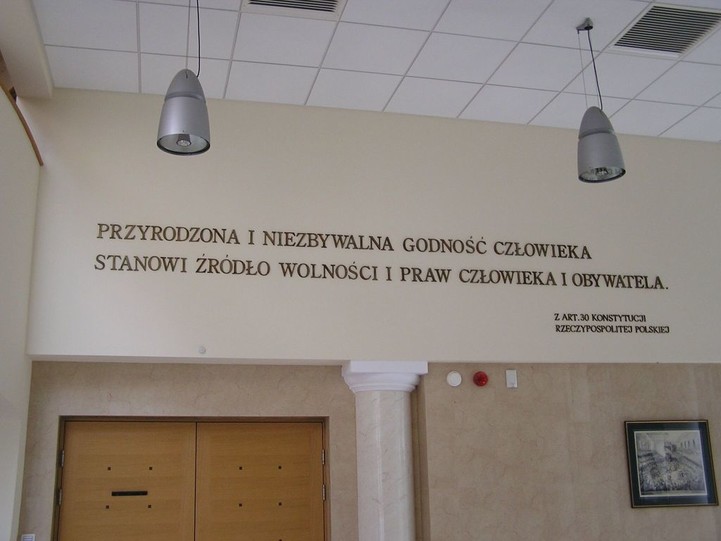 PRZYRODZONA I NIEZBYWALNA GODNOŚĆ CZŁOWIEKA
STANOWI ŹRÓDŁO WOLNOŚCI I PRAW CZŁOWIEKA I OBYWATELA.
Z ART.30 KONSTYTUCJI
RZECZYPOSPOLITEJ POLSKIEJ